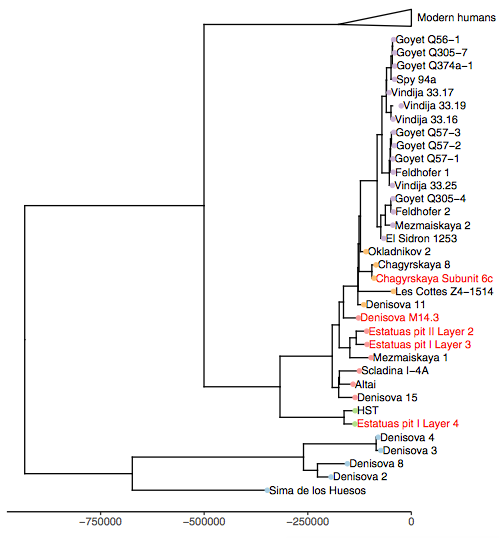 Modern humans
Goyet Q56-1
Goyet Q305-7
Goyet Q374a-1
Spy 94a
Vindija 33.17
Vindija 33.19
Vindija 33.16
Goyet Q57-3
Goyet Q57-2
Goyet Q57-1
Feldhofer 1
Vindija 33.25
Goyet Q305-4
Feldhofer 2
Mezmaiskaya 2
El Sidron 1253
Okladnikov 2
Chagyrskaya 8
Chagyrskaya Subunit 6c
Les Cottes Z4-1514
Denisova 11
Denisova M14.3
Estatuas pit II Layer 2
Estatuas pit I Layer 3
Mezmaiskaya 1
Scladina I-4A
Altai
Denisova 15
HST
Estatuas pit I Layer 4
Denisova 4
Denisova 3
Denisova 8
Denisova 2
Sima de los Huesos
−750000 −500000 −250000 0